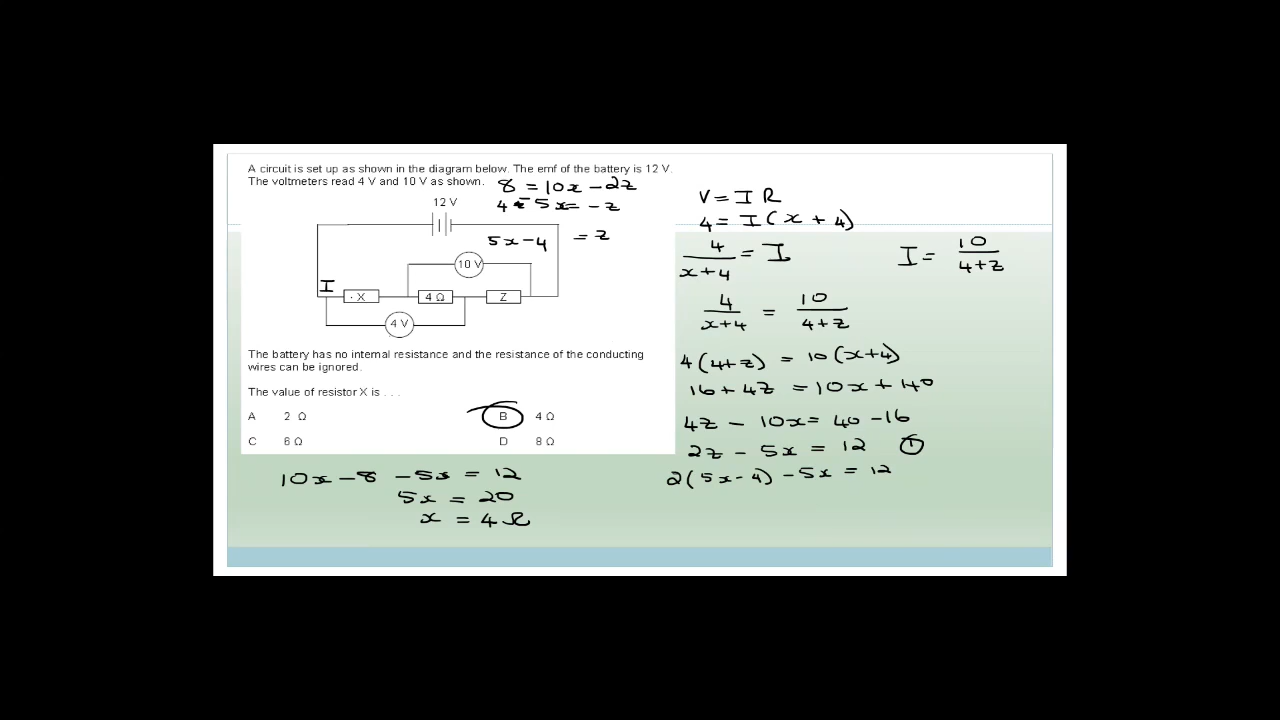 A circuit is set up as shown in the diagram below. The emf of the battery is 12 V.
The voltmeters read 4 V and 10 V as shown.
8 = 10x - 2z
4 - 5x = - z
5x - 4 = z
12 V
10 V
I
X
4 Ω
Z
4 V
The battery has no internal resistance and the resistance of the conducting
wires can be ignored.
The value of resistor X is . . .
A 2 Ω
B 4 Ω
C 6 Ω
D 8 Ω
10x - 8 - 5x = 12
5x = 20
x = 4 Ω
V = I R
4 = I ( x + 4 )
4 / x+4 = I
I = 10 / 4+z
4 / x+4 = 10 / 4+z
4 ( 4+z ) = 10 ( x+4 )
16 + 4z = 10x + 40
4z - 10x = 40 - 16
2z - 5x = 12 ①
2 ( 5x - 4 ) - 5x = 12